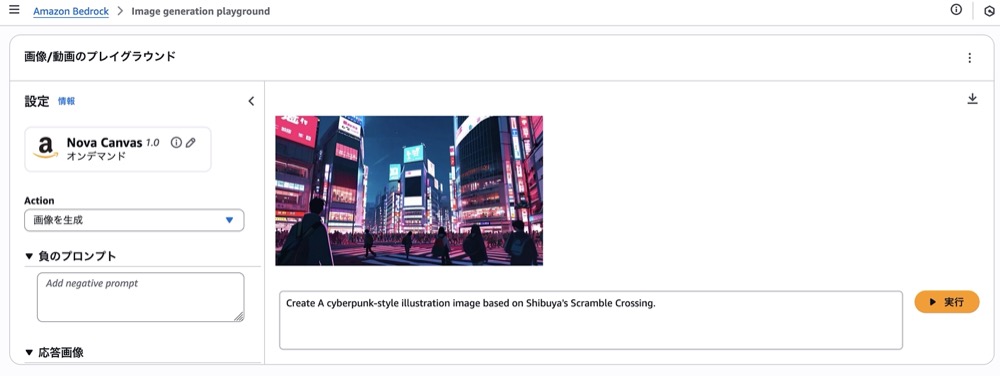 Amazon Bedrock > Image generation playground
画像/動画のプレイグラウンド
設定 情報
Nova Canvas 1.0
オンデマンド
Action
画像を生成
負のプロンプト
Add negative prompt
応答画像
Create A cyberpunk-style illustration image based on Shibuya's Scramble Crossing.
実行